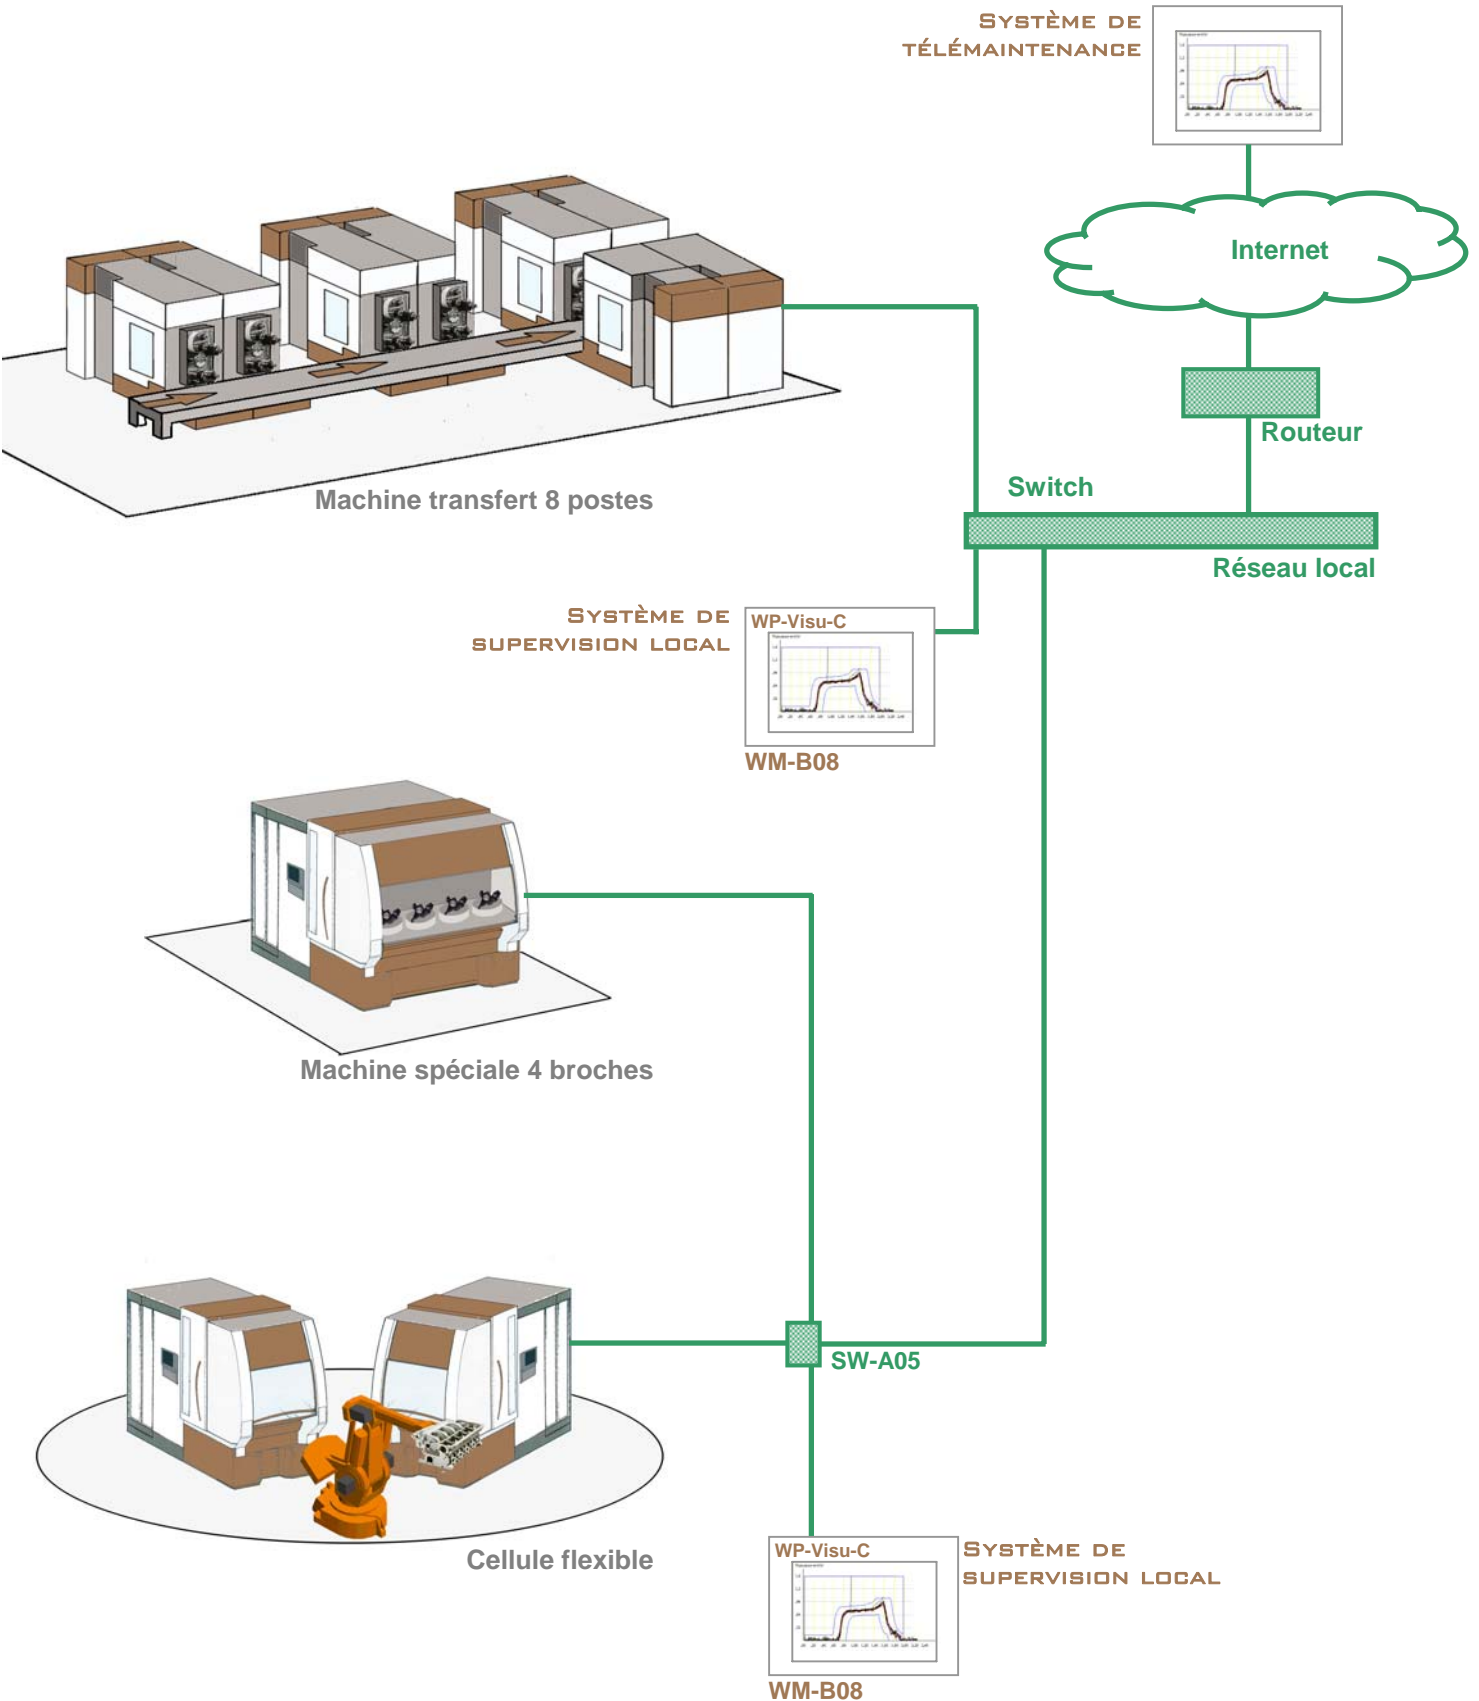 SYSTÈME DE
TÉLÉMAINTENANCE
Internet
Routeur
Machine transfert 8 postes
Switch
Réseau local
SYSTÈME DE
SUPERVISION LOCAL
WP-Visu-C
WM-B08
Machine spéciale 4 broches
SW-A05
Cellule flexible
WP-Visu-C
SYSTÈME DE
SUPERVISION LOCAL
WM-B08